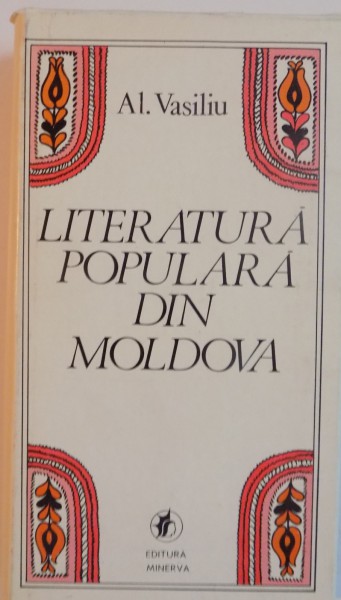 Al. Vasiliu
LITERATURĂ
POPULARĂ
DIN
MOLDOVA
EDITURA
MINERVA